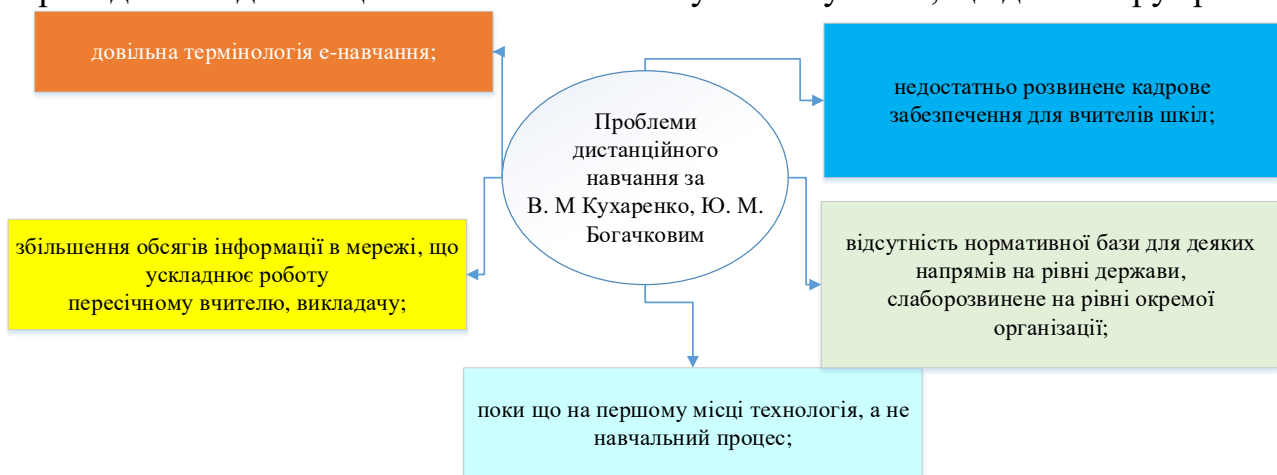 довільна термінологія е-навчання;
недостатньо розвинене кадрове
забезпечення для вчителів шкіл;
Проблеми
дистанційного
навчання за
В. М Кухаренко, Ю. М.
Богачковим
збільшення обсягів інформації в мережі, що
ускладнює роботу
пересічному вчителю, викладачу;
відсутність нормативної бази для деяких
напрямів на рівні держави,
слаборозвинене на рівні окремої
організації;
поки що на першому місці технологія, а не
навчальний процес;